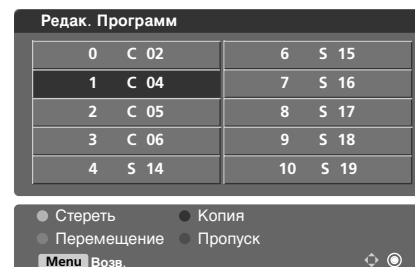 Редак. Программ
0 C 02 6 S 15
1 C 04 7 S 16
2 C 05 8 S 17
3 C 06 9 S 18
4 S 14 10 S 19
Стереть Копия
Перемещение Пропуск
Menu Возв.